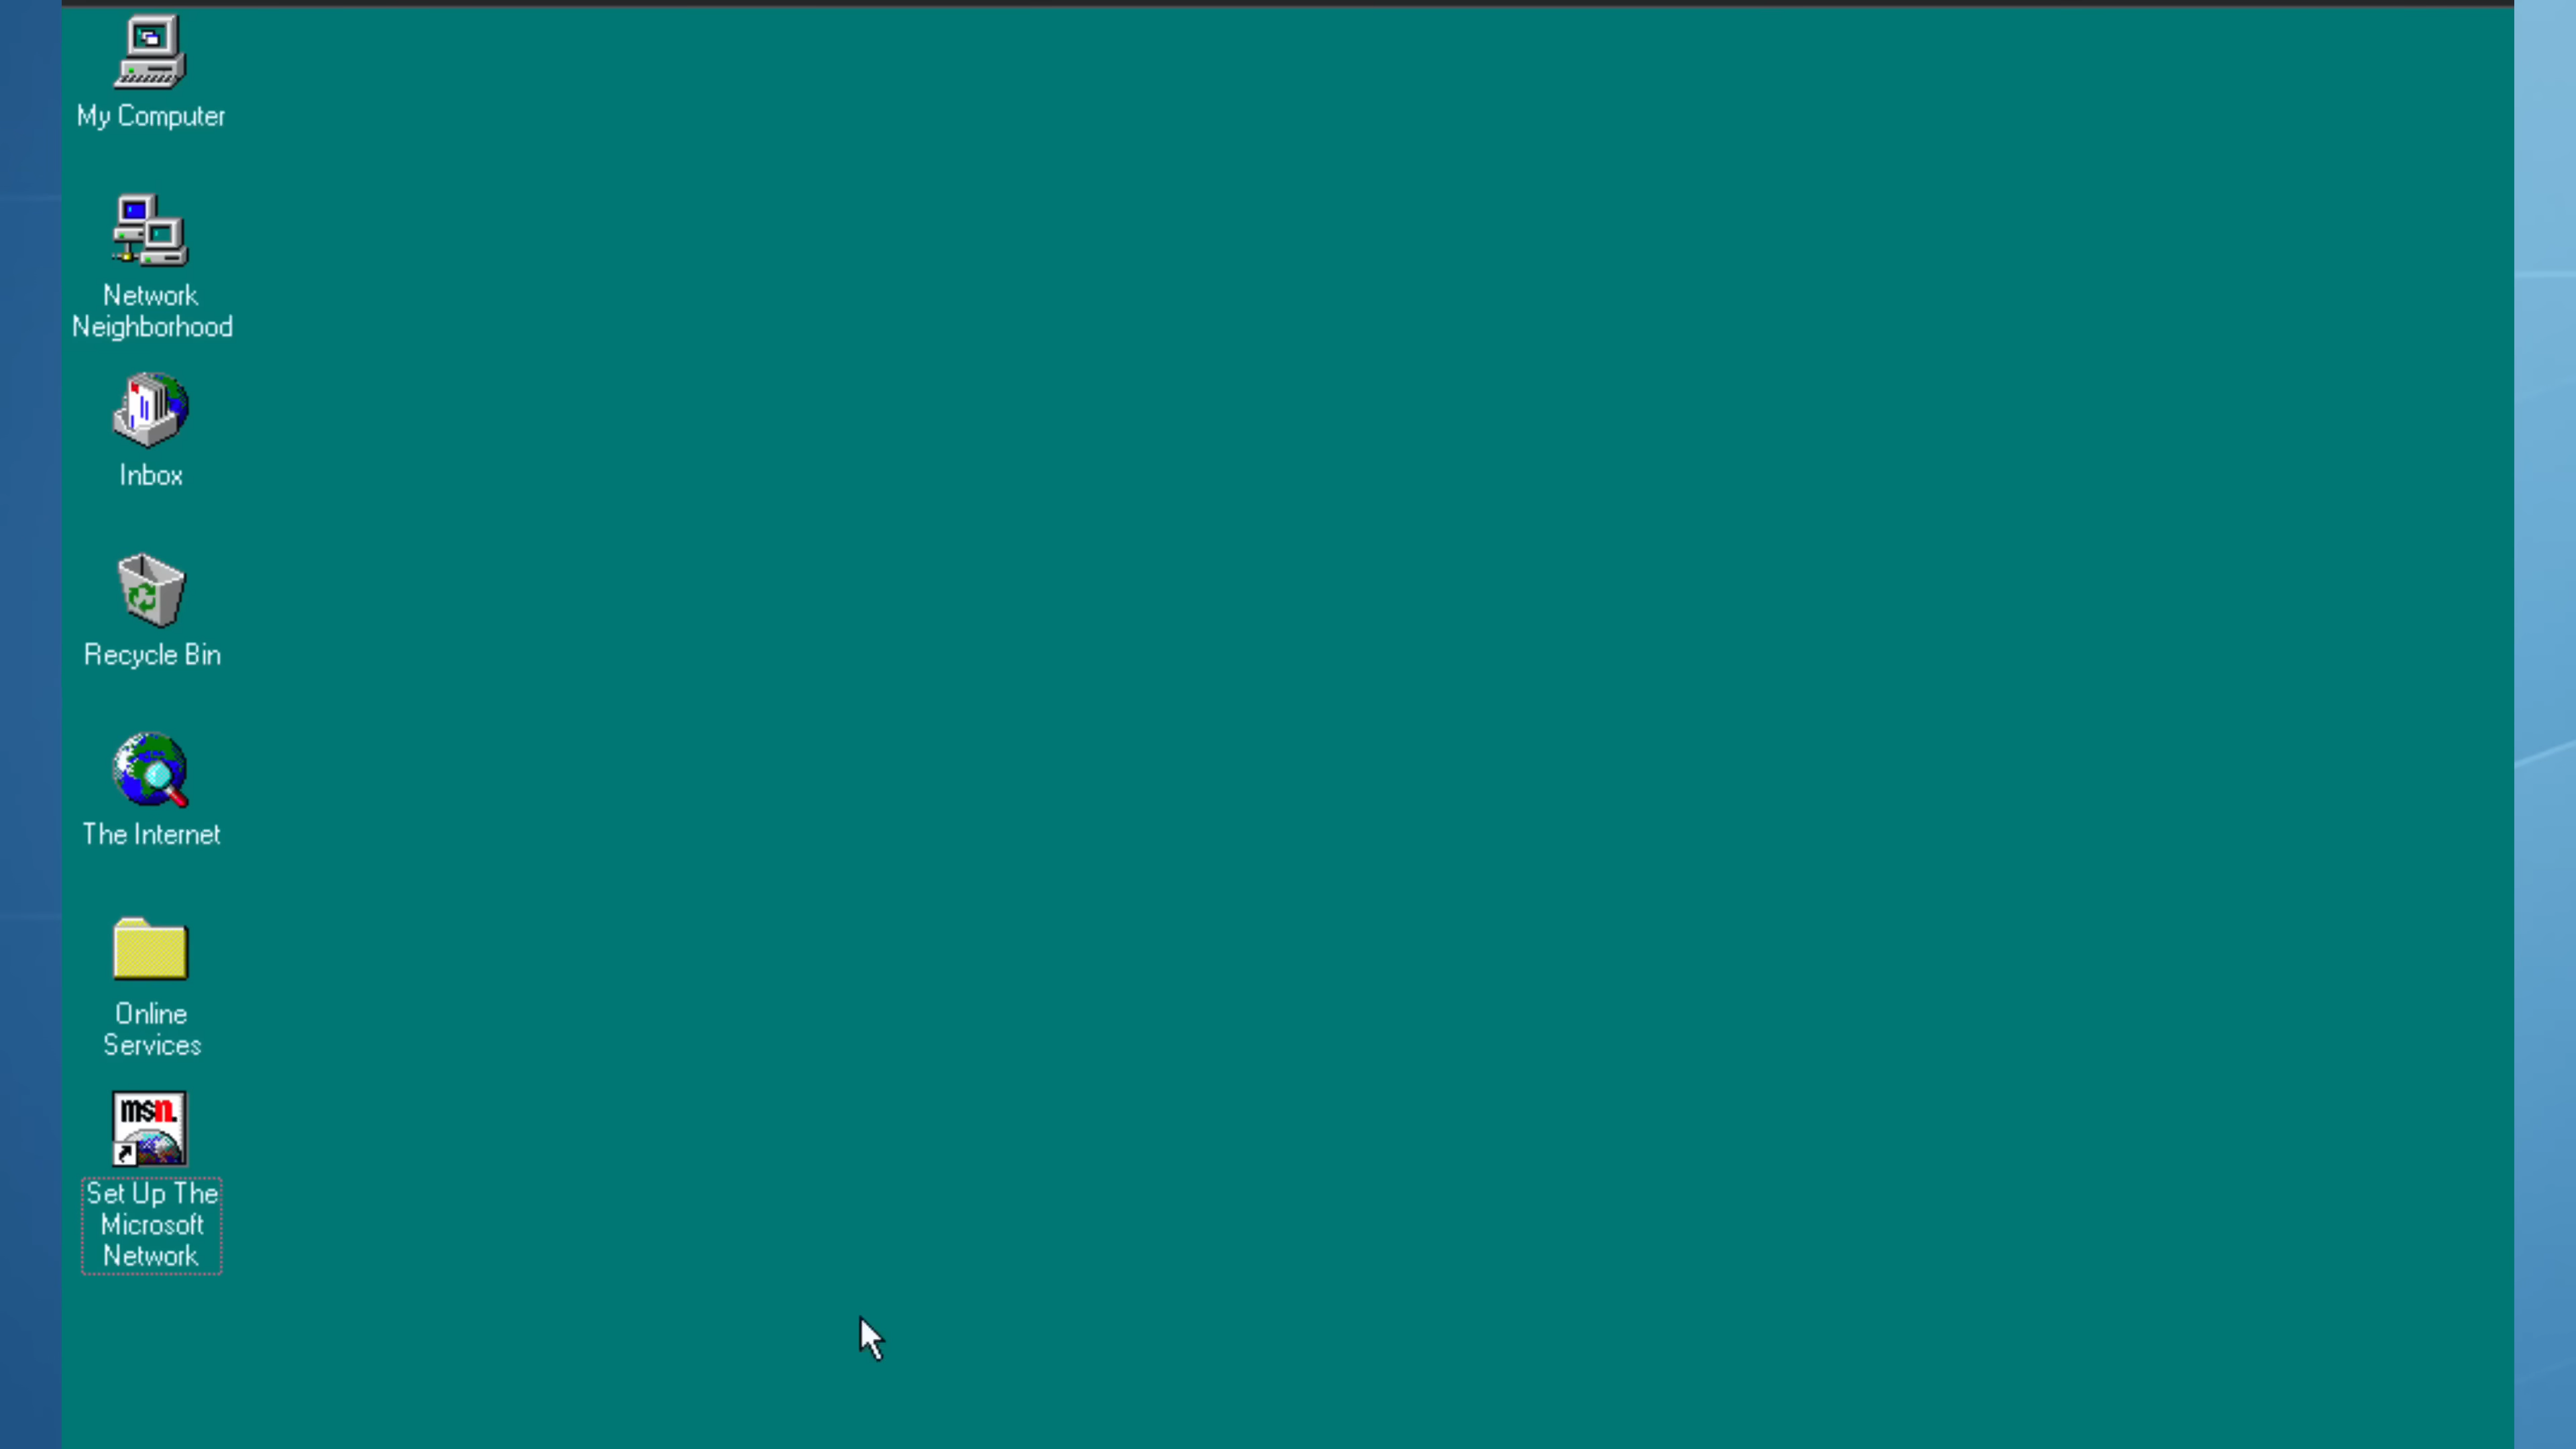 My Computer
Network
Neighborhood
Inbox
Recycle Bin
The Internet
Online
Services
msn.
Set Up The
Microsoft
Network